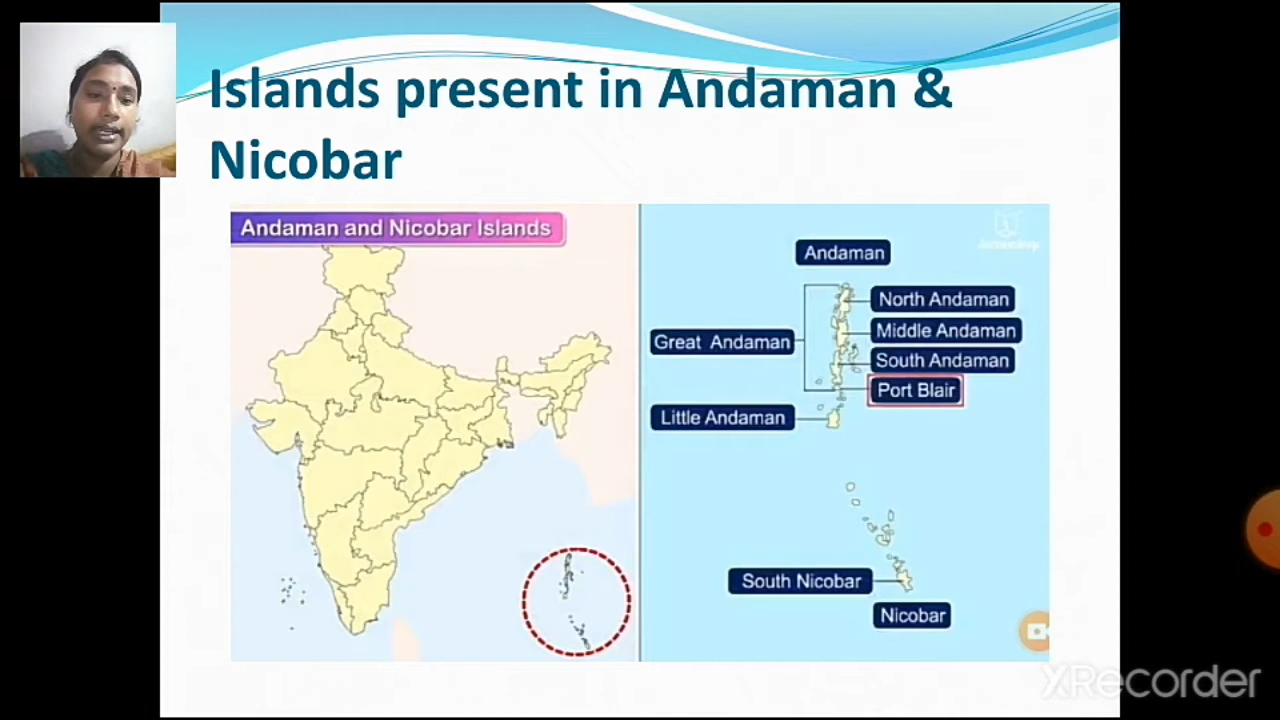 Islands present in Andaman &
Nicobar
Andaman and Nicobar Islands
Andaman
North Andaman
Middle Andaman
Great Andaman
South Andaman
Port Blair
Little Andaman
South Nicobar
Nicobar
XRecorder